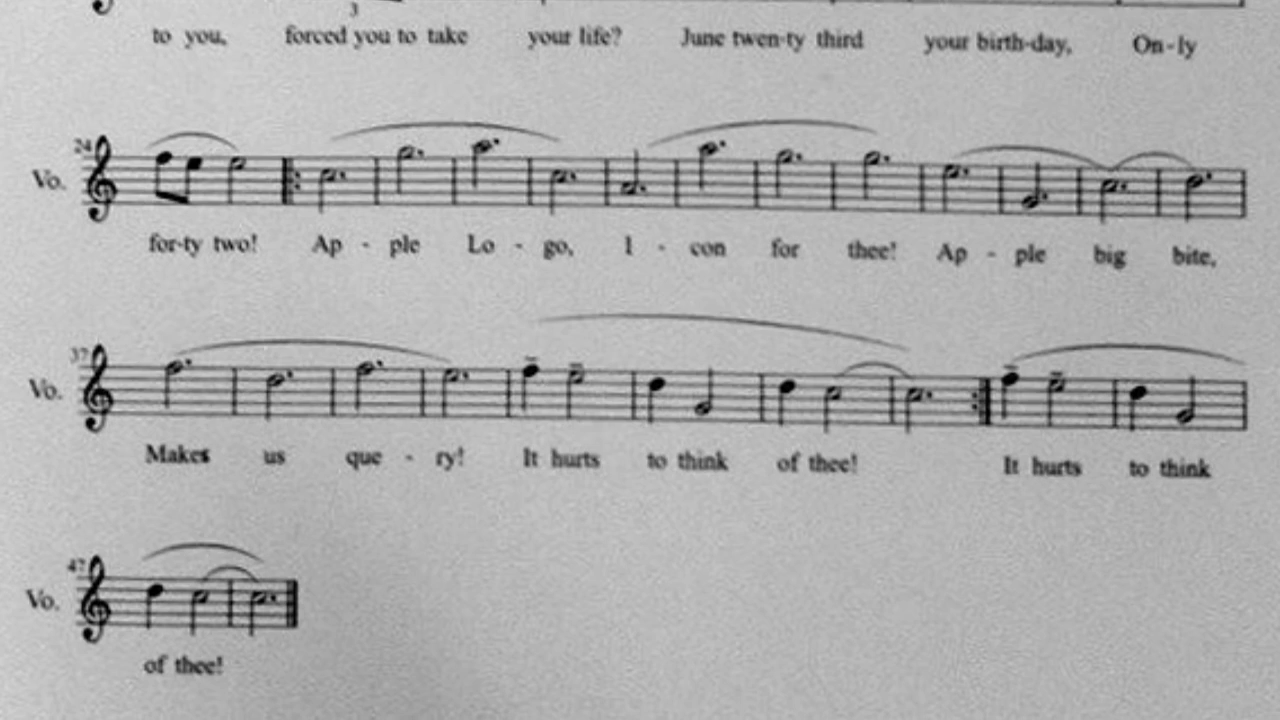 3
to you, forced you to take your life? June twen-ty third your birth-day, On-ly
24
Vo.
for-ty two! Ap - ple Lo - go, I - con for thee! Ap - ple big bite,
37
Vo.
Makes us que - ry! It hurts to think of thee! It hurts to think
47
Vo.
of thee!